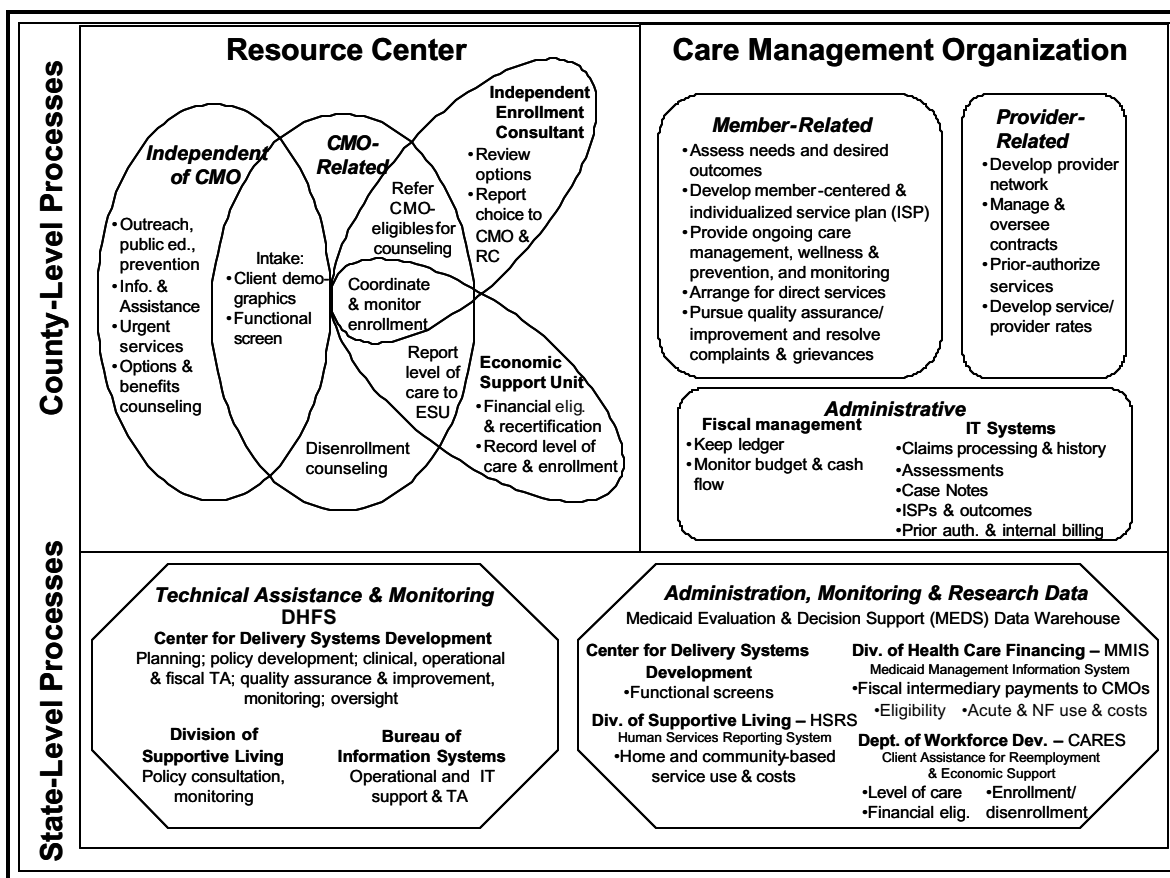 County-Level Processes
Resource Center
Independent
of CMO
• Outreach,
public ed.,
prevention
• Info. &
Assistance
• Urgent
services
• Options &
benefits
counseling
Intake:
• Client demo-
graphics
• Functional
screen
CMO-
Related
Refer
CMO-
eligibles for
counseling
Coordinate
& monitor
enrollment
Report
level of
care to
ESU
Disenrollment
counseling
Independent
Enrollment
Consultant
• Review
options
• Report
choice to
CMO &
RC
Economic
Support Unit
• Financial elig.
& recertification
• Record level of
care & enrollment
Care Management Organization
Member-Related
• Assess needs and desired
outcomes
• Develop member-centered &
individualized service plan (ISP)
• Provide ongoing care
management, wellness &
prevention, and monitoring
• Arrange for direct services
• Pursue quality assurance/
improvement and resolve
complaints & grievances
Provider-
Related
• Develop provider
network
• Manage &
oversee
contracts
• Prior-authorize
services
• Develop service/
provider rates
Administrative
Fiscal management
• Keep ledger
• Monitor budget & cash
flow
IT Systems
• Claims processing & history
• Assessments
• Case Notes
• ISPs & outcomes
• Prior auth. & internal billing
State-Level Processes
Technical Assistance & Monitoring
DHFS
Center for Delivery Systems Development
Planning; policy development; clinical, operational
& fiscal TA; quality assurance & improvement,
monitoring; oversight
Division of
Supportive Living
Policy consultation,
monitoring
Bureau of
Information Systems
Operational and IT
support & TA
Administration, Monitoring & Research Data
Medicaid Evaluation & Decision Support (MEDS) Data Warehouse
Center for Delivery Systems
Development
• Functional screens
Div. of Supportive Living – HSRS
Human Services Reporting System
• Home and community-based
service use & costs
Div. of Health Care Financing – MMIS
Medicaid Management Information System
• Fiscal intermediary payments to CMOs
• Eligibility • Acute & NF use & costs
Dept. of Workforce Dev. – CARES
Client Assistance for Reemployment
& Economic Support
• Level of care • Enrollment/
• Financial elig. disenrollment